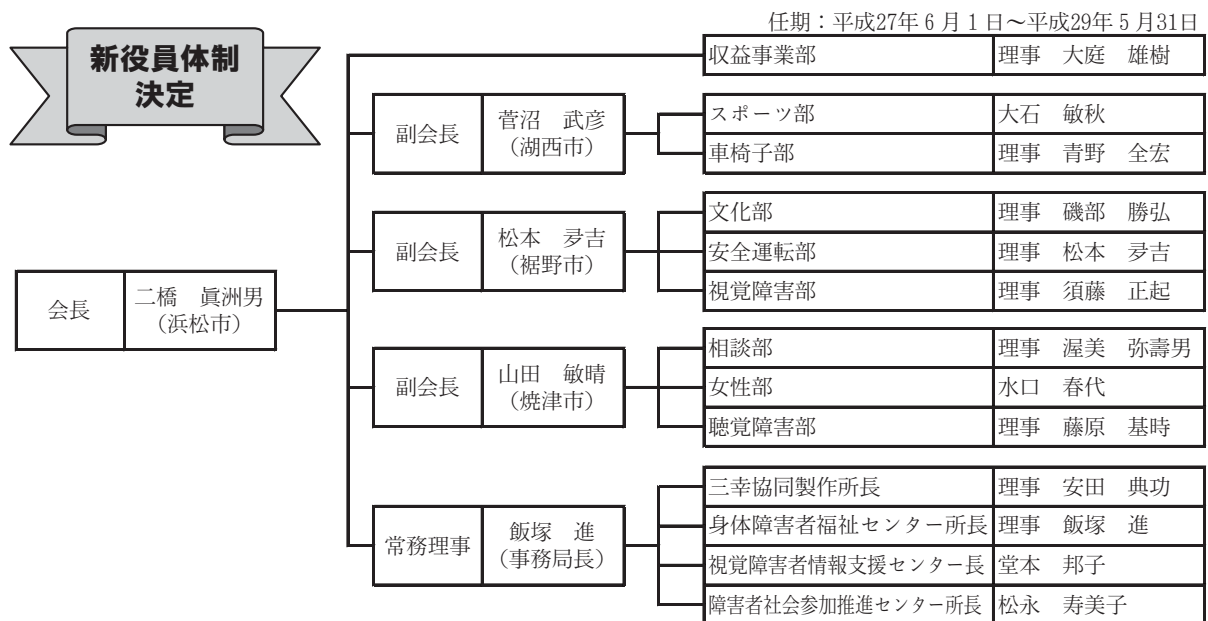 任期：平成27年6月1日～平成29年5月31日
新役員体制
決定
会長
二橋　眞洲男
（浜松市）
収益事業部　理事　大庭　雄樹
副会長
菅沼　武彦
（湖西市）
スポーツ部　大石　敏秋
車椅子部　理事　青野　全宏
副会長
松本　夛吉
（裾野市）
文化部　理事　磯部　勝弘
安全運転部　理事　松本　夛吉
視覚障害部　理事　須藤　正起
副会長
山田　敏晴
（焼津市）
相談部　理事　渥美　弥壽男
女性部　水口　春代
聴覚障害部　理事　藤原　基時
常務理事
飯塚　進
（事務局長）
三幸協同製作所長　理事　安田　典功
身体障害者福祉センター所長　理事　飯塚　進
視覚障害者情報支援センター長　堂本　邦子
障害者社会参加推進センター所長　松永　寿美子